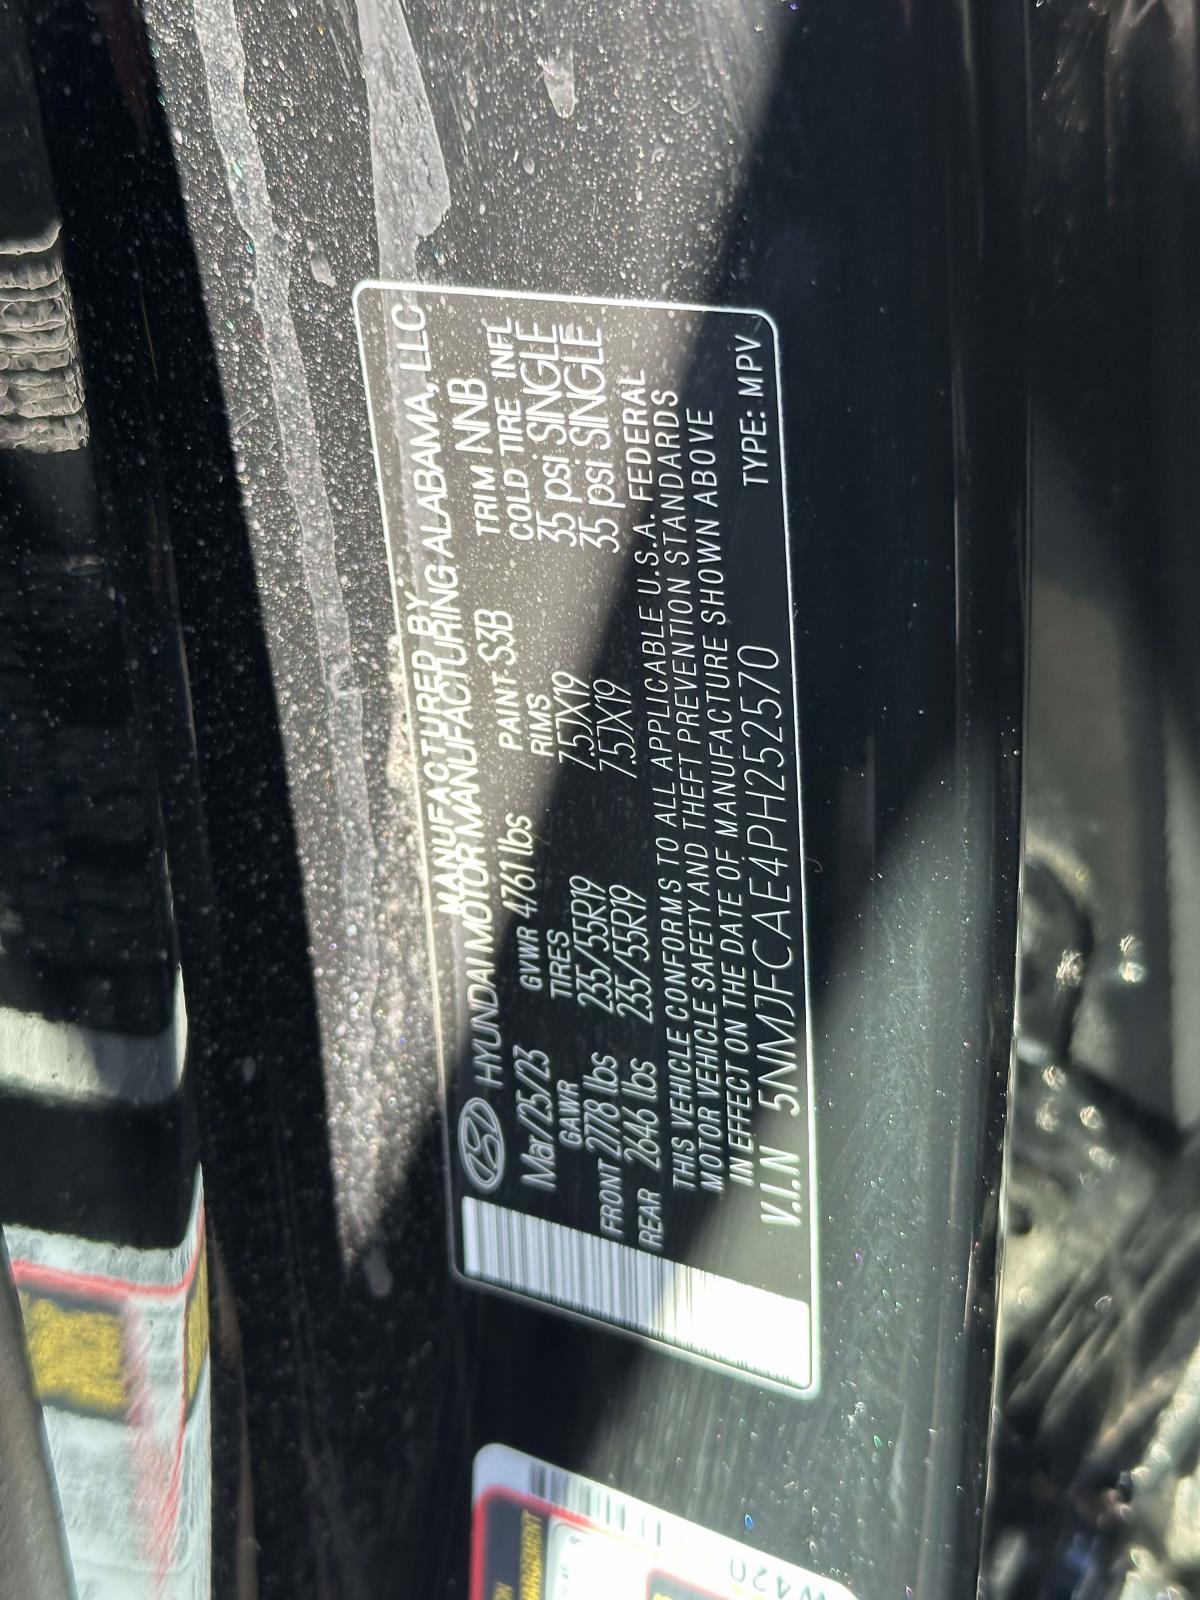 MANUFACTURED BY:
HYUNDAI MOTOR MANUFACTURING ALABAMA, LLC
Mar/25/23 GVWR 4761 lbs PAINT S3B TRIM NNB
GAWR TIRES RIMS COLD TIRE INFL
FRONT 2778 lbs 235/55R19 7.5JX19 35 psi SINGLE
REAR 2646 lbs 235/55R19 7.5JX19 35 psi SINGLE
THIS VEHICLE CONFORMS TO ALL APPLICABLE U.S.A. FEDERAL
MOTOR VEHICLE SAFETY AND THEFT PREVENTION STANDARDS
IN EFFECT ON THE DATE OF MANUFACTURE SHOWN ABOVE
V.I.N 5NMJFCAE4PH252570 TYPE: MPV
W420